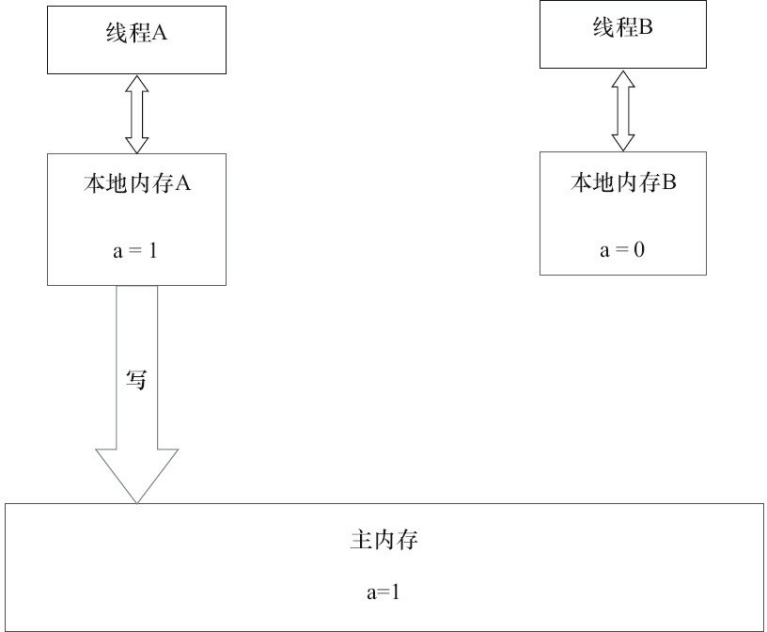 线程A
线程B
本地内存A
a = 1
本地内存B
a = 0
写
主内存
a=1